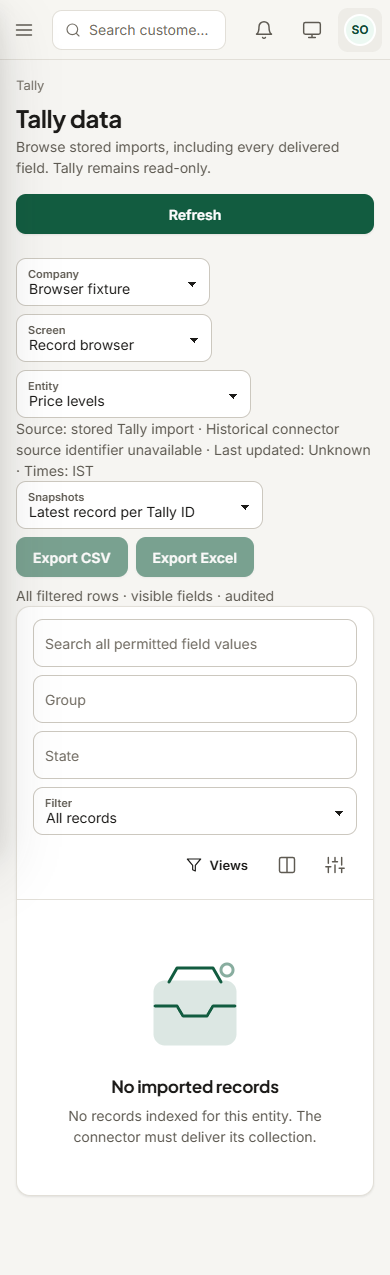 Search custome...
SO
Tally
Tally data
Browse stored imports, including every delivered
field. Tally remains read-only.
Refresh
Company
Browser fixture
Screen
Record browser
Entity
Price levels
Source: stored Tally import · Historical connector
source identifier unavailable · Last updated: Unknown
· Times: IST
Snapshots
Latest record per Tally ID
Export CSV
Export Excel
All filtered rows · visible fields · audited
Search all permitted field values
Group
State
Filter
All records
Views
No imported records
No records indexed for this entity. The
connector must deliver its collection.